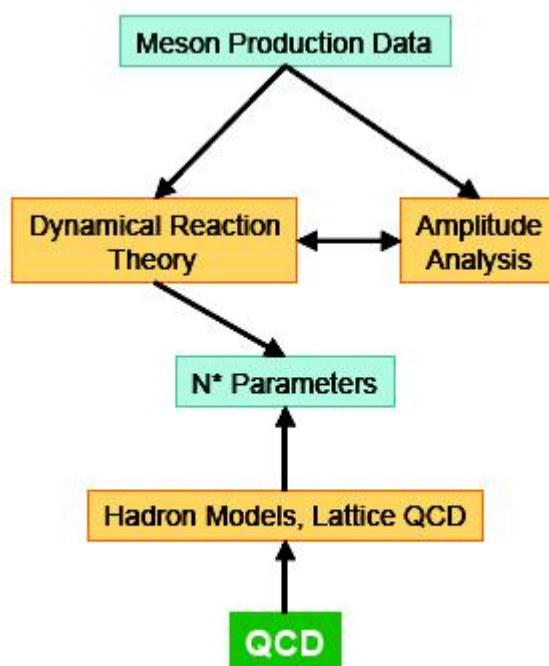 Meson Production Data
Dynamical Reaction
Theory
Amplitude
Analysis
N* Parameters
Hadron Models, Lattice QCD
QCD